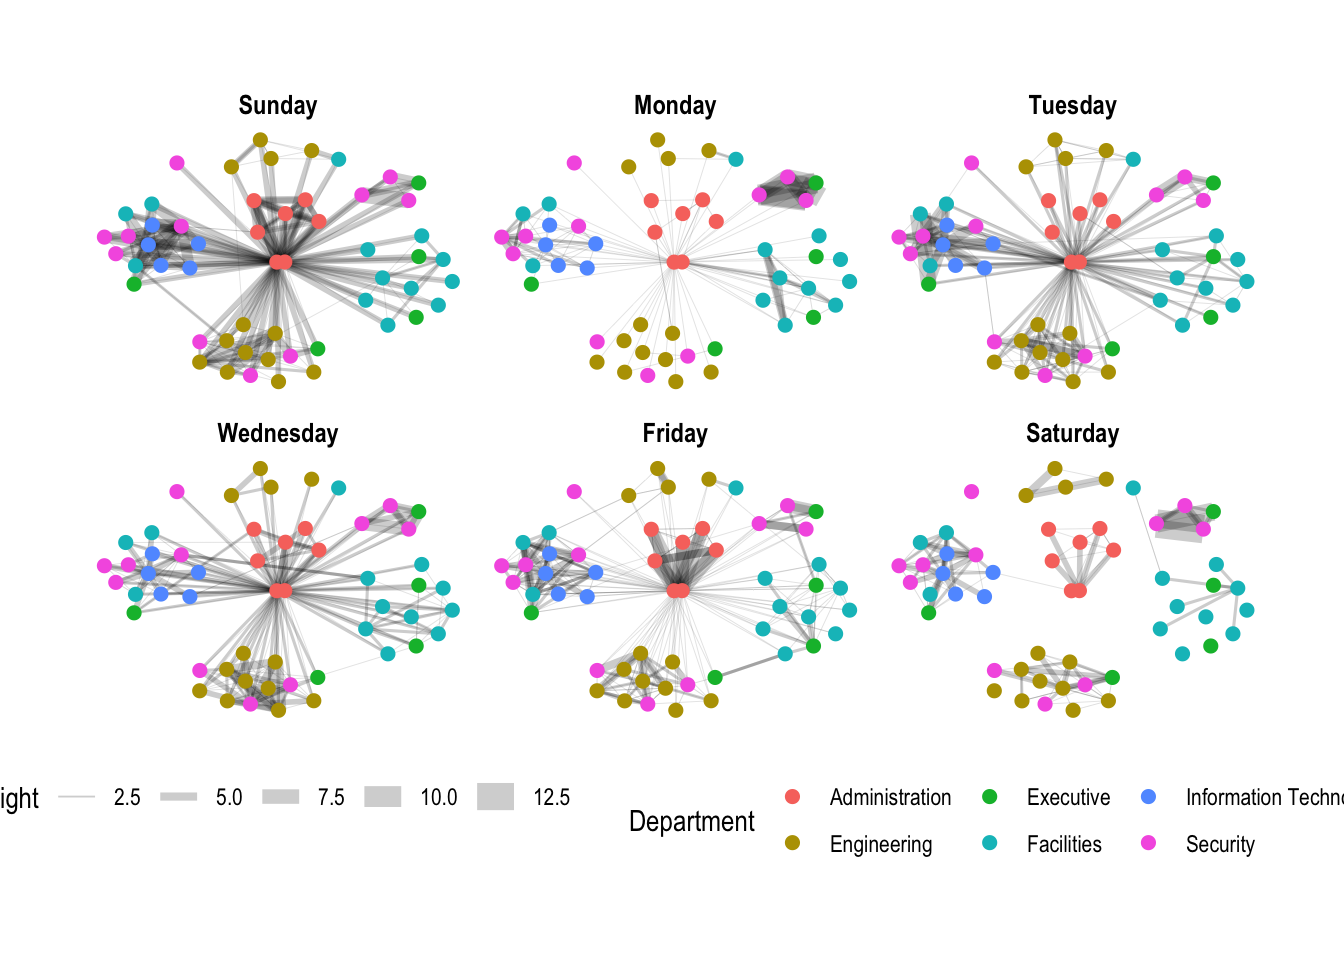 Sunday Monday Tuesday
Wednesday Friday Saturday
ight 2.5 5.0 7.5 10.0 12.5
Department
Administration Executive Information Techno
Engineering Facilities Security